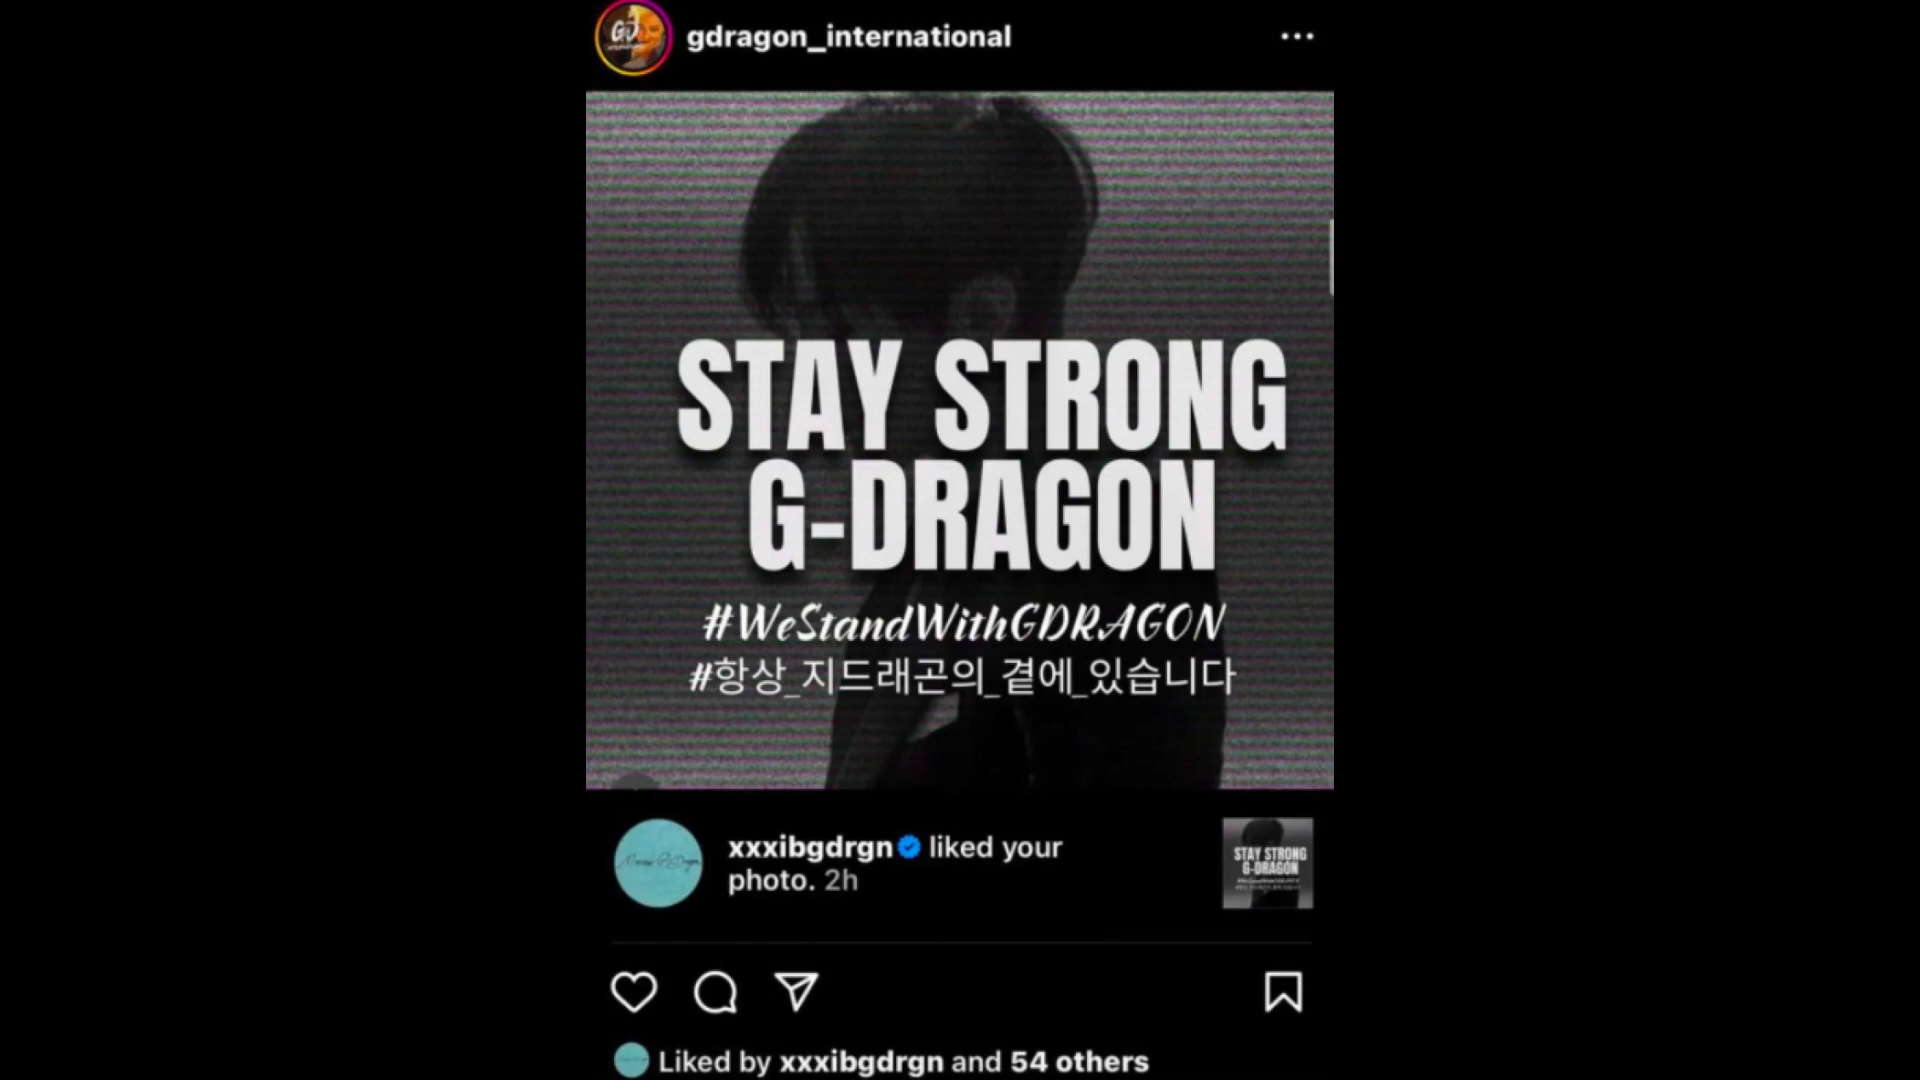 gdragon_international
STAY STRONG
G-DRAGON
#WeStandWithGDRAGON
#항상_지드래곤의_곁에_있습니다
xxxibgdrgn liked your
photo. 2h
STAY STRONG
G-DRAGON
Liked by xxxibgdrgn and 54 others